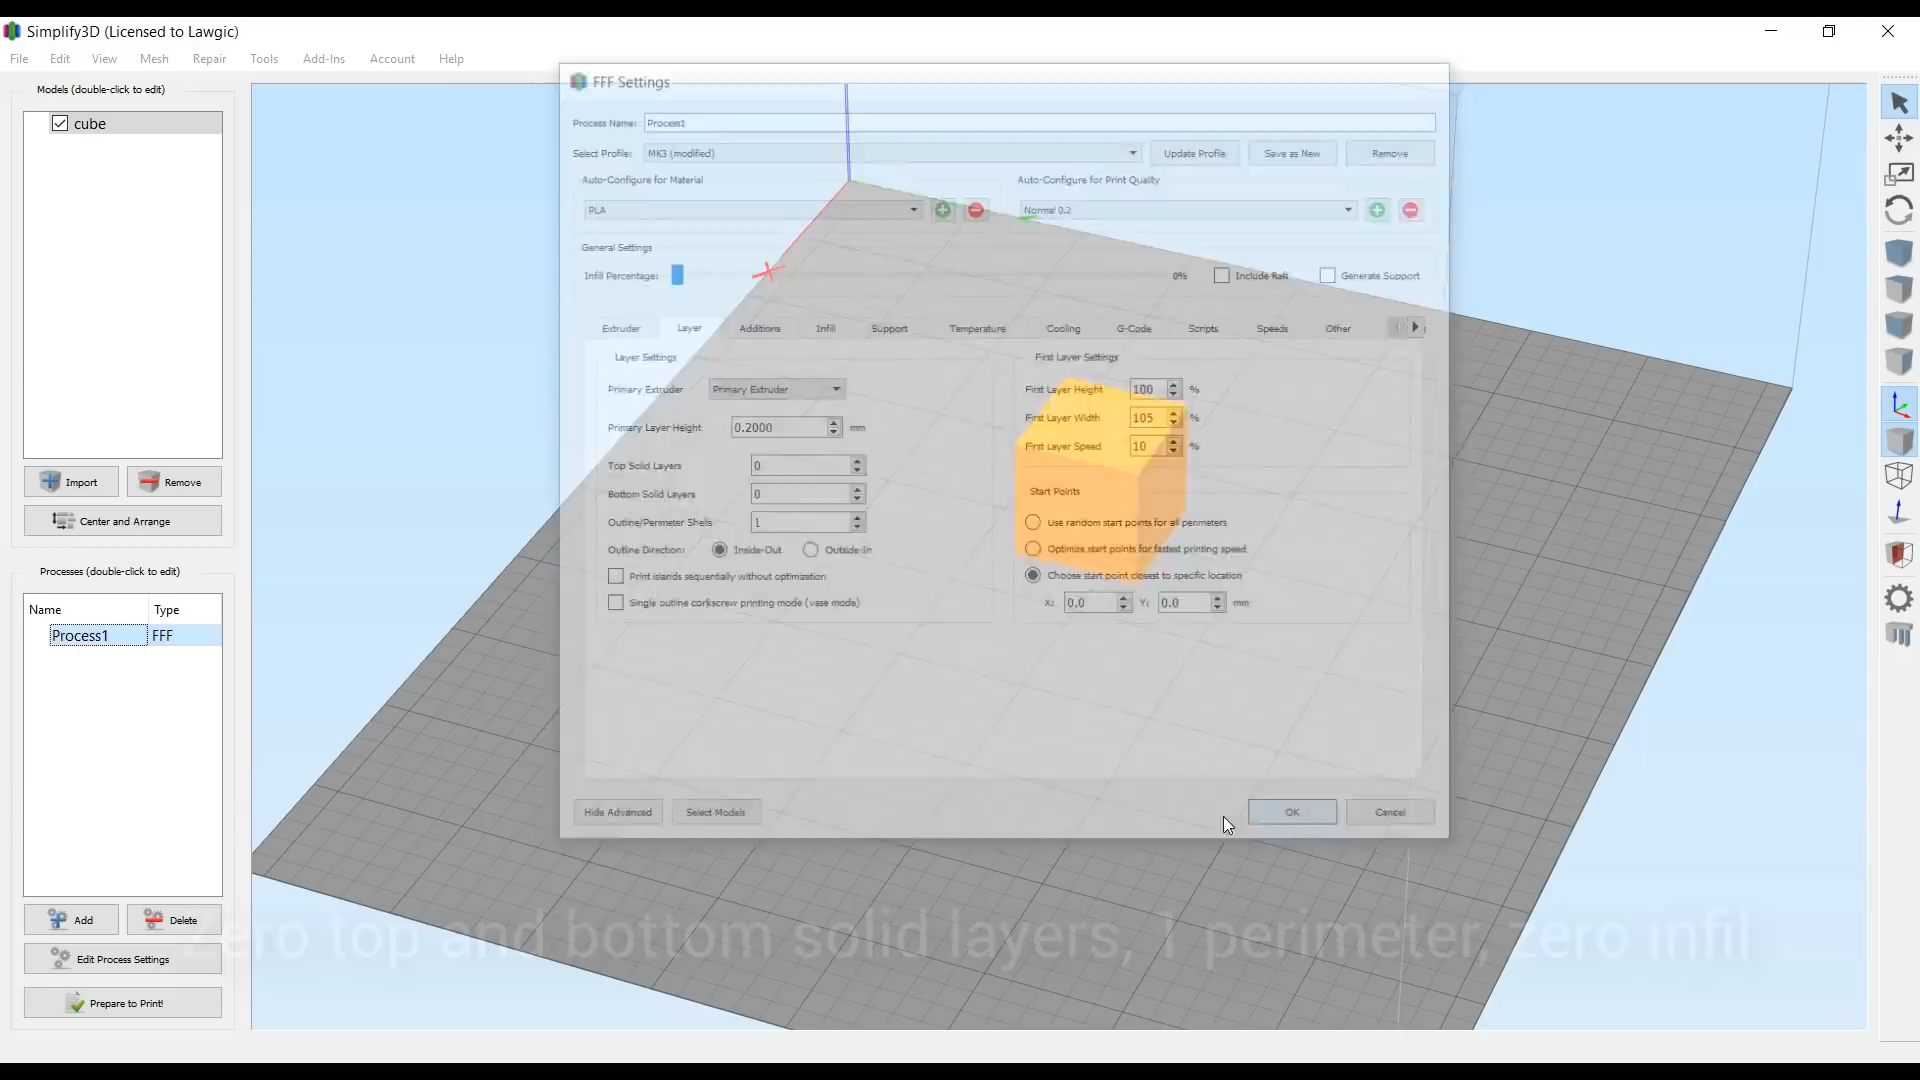 Simplify3D (Licensed to Lawgic)
File Edit View Mesh Repair Tools Add-Ins Account Help
Models (double-click to edit)
cube
Import Remove
Center and Arrange
Processes (double-click to edit)
Name Type
Process1 FFF
Add Delete
Edit Process Settings
Prepare to Print!
FFF Settings
Process Name: Process1
Select Profile: MK3 (modified) Update Profile Save as New Remove
Auto-Configure for Material Auto-Configure for Print Quality
PLA Normal 0.2
General Settings
Infill Percentage: 0% Include Raft Generate Support
Extruder Layer Additions Infill Support Temperature Cooling G-Code Scripts Speeds Other
Layer Settings
Primary Extruder Primary Extruder
Primary Layer Height 0.2000 mm
Top Solid Layers 0
Bottom Solid Layers 0
Outline/Perimeter Shells 1
Outline Direction: Inside-Out Outside-In
Print islands sequentially without optimization
Single outline corkscrew printing mode (vase mode)
First Layer Settings
First Layer Height 100 %
First Layer Width 105 %
First Layer Speed 10 %
Start Points
Use random start points for all perimeters
Optimize start points for fastest printing speed
Choose start point closest to specific location
X: 0.0 Y: 0.0 mm
Hide Advanced Select Models OK Cancel
Zero top and bottom solid layers, 1 perimeter, zero infil